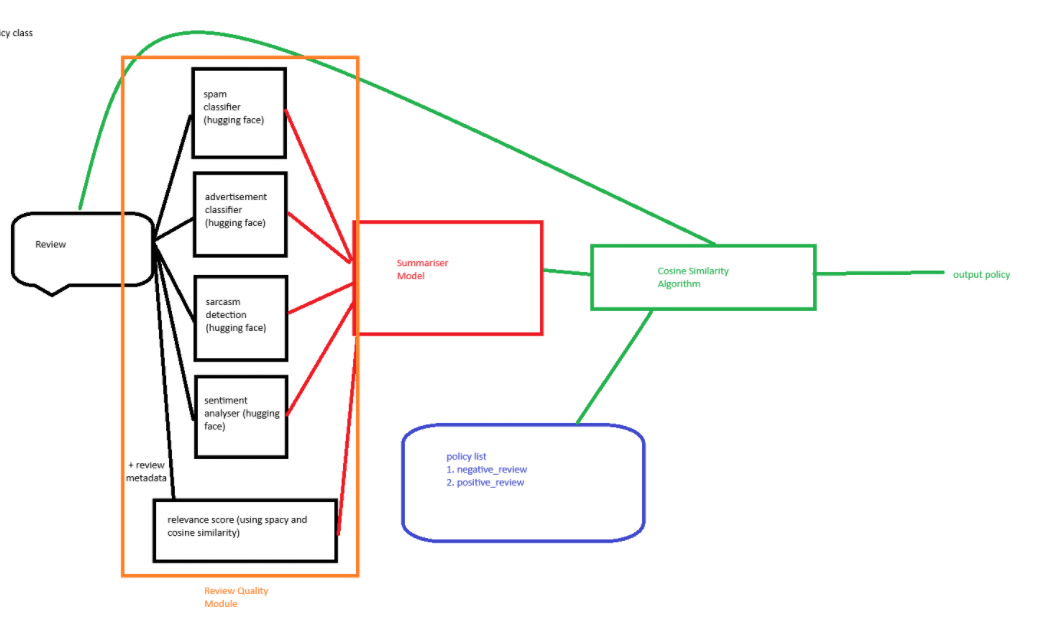 cy class
spam
classifier
(hugging face)
advertisement
classifier
(hugging face)
Review
sarcasm
detection
(hugging face)
sentiment
analyser (hugging
face)
+ review
metadata
relevance score (using spacy and
cosine similarity)
Review Quality
Module
Summariser
Model
Cosine Similarity
Algorithm
output policy
policy list
1. negative_review
2. positive_review